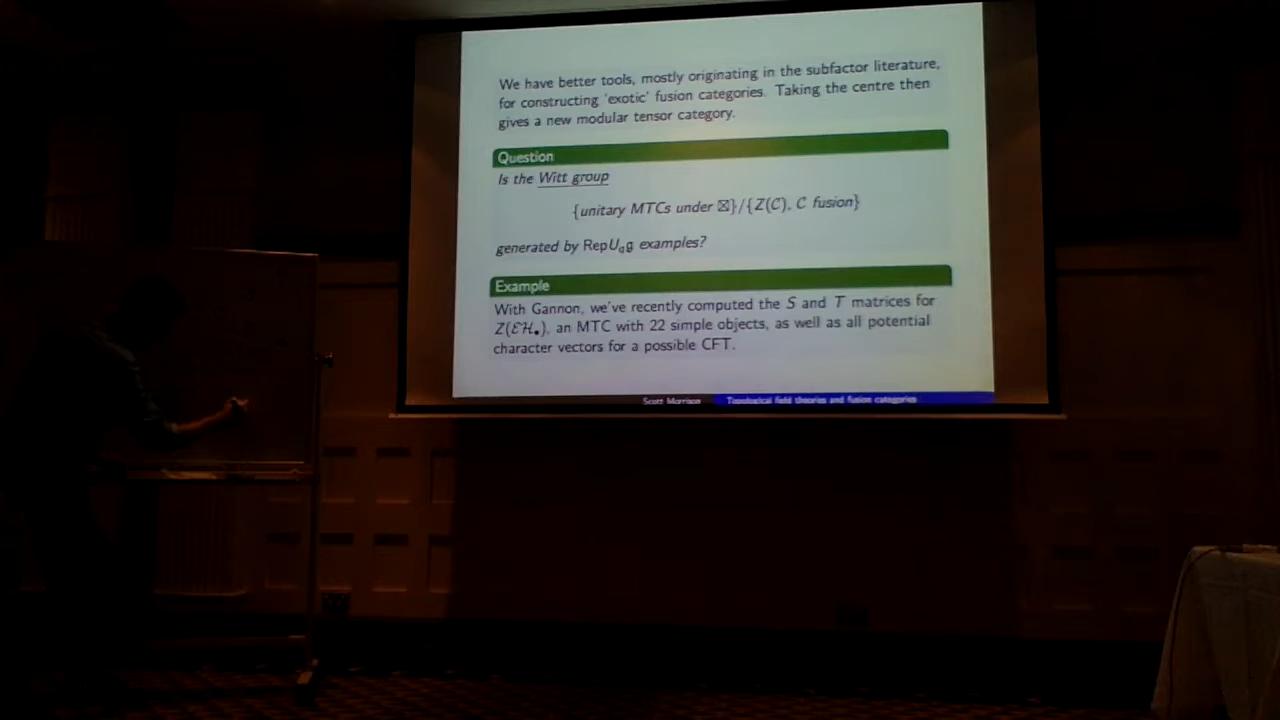 We have better tools, mostly originating in the subfactor literature,
for constructing 'exotic' fusion categories. Taking the centre then
gives a new modular tensor category.
Question
Is the Witt group
{unitary MTCs under ⊠}/{Z(C), C fusion}
generated by RepU_q𝔤 examples?
Example
With Gannon, we've recently computed the S and T matrices for
Z(ℰℋ•), an MTC with 22 simple objects, as well as all potential
character vectors for a possible CFT.
Scott Morrison Topological field theories and fusion categories